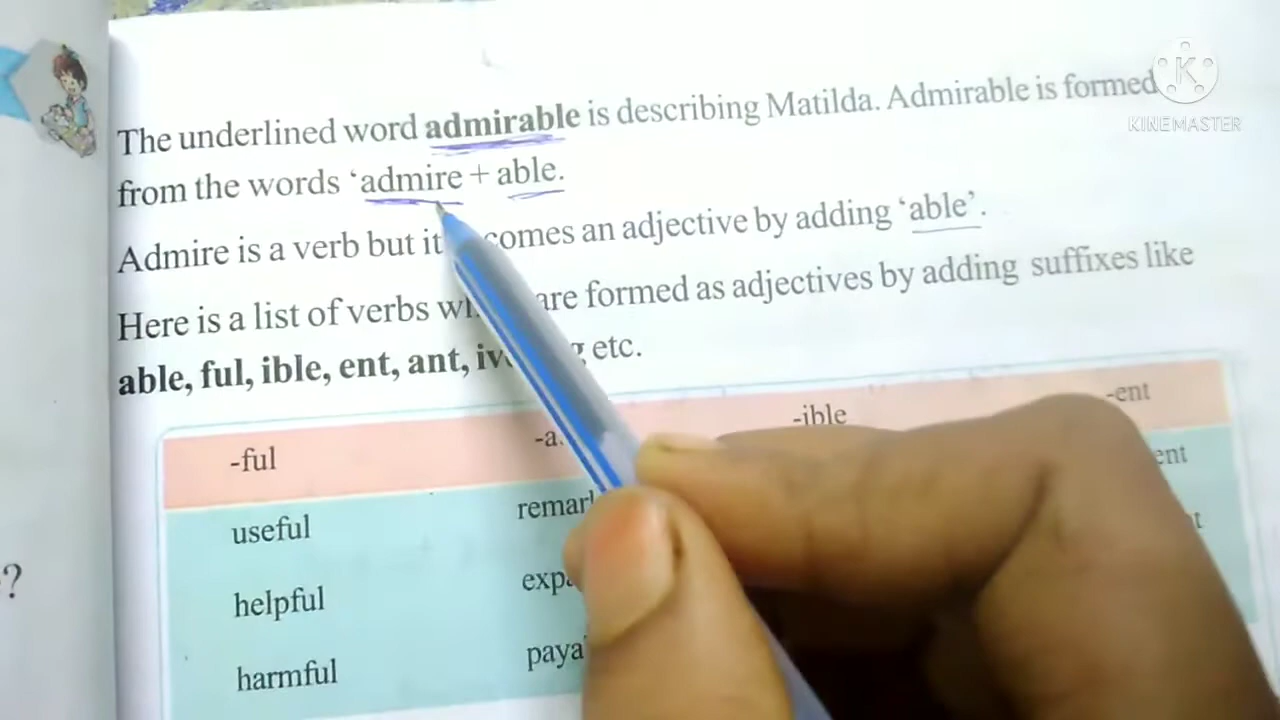 K
KINEMASTER
The underlined word admirable is describing Matilda. Admirable is formed
from the words ‘admire + able.
Admire is a verb but it comes an adjective by adding ‘able’.
Here is a list of verbs are formed as adjectives by adding suffixes like
able, ful, ible, ent, ant, etc.
-ful -ible -ent
useful
helpful
harmful
?